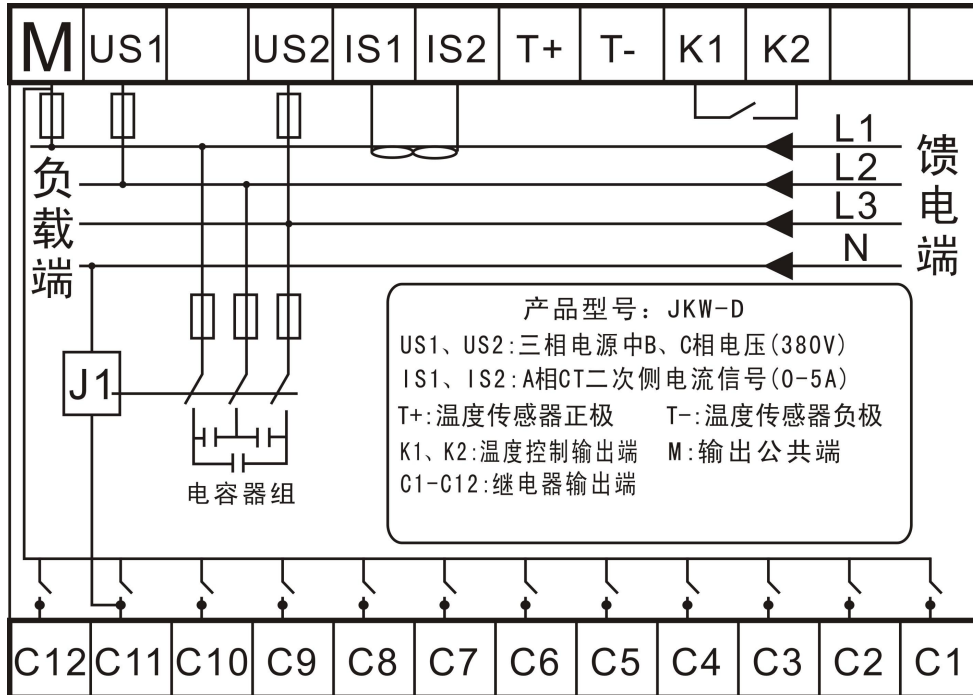 M US1 US2 IS1 IS2 T+ T- K1 K2
L1
L2
L3
N
负载端
馈电端
J1
电容器组
产品型号: JKW-D
US1、US2:三相电源中B、C相电压(380V)
IS1、IS2:A相CT二次侧电流信号(0-5A)
T+:温度传感器正极 T-:温度传感器负极
K1、K2:温度控制输出端 M:输出公共端
C1-C12:继电器输出端
C12 C11 C10 C9 C8 C7 C6 C5 C4 C3 C2 C1